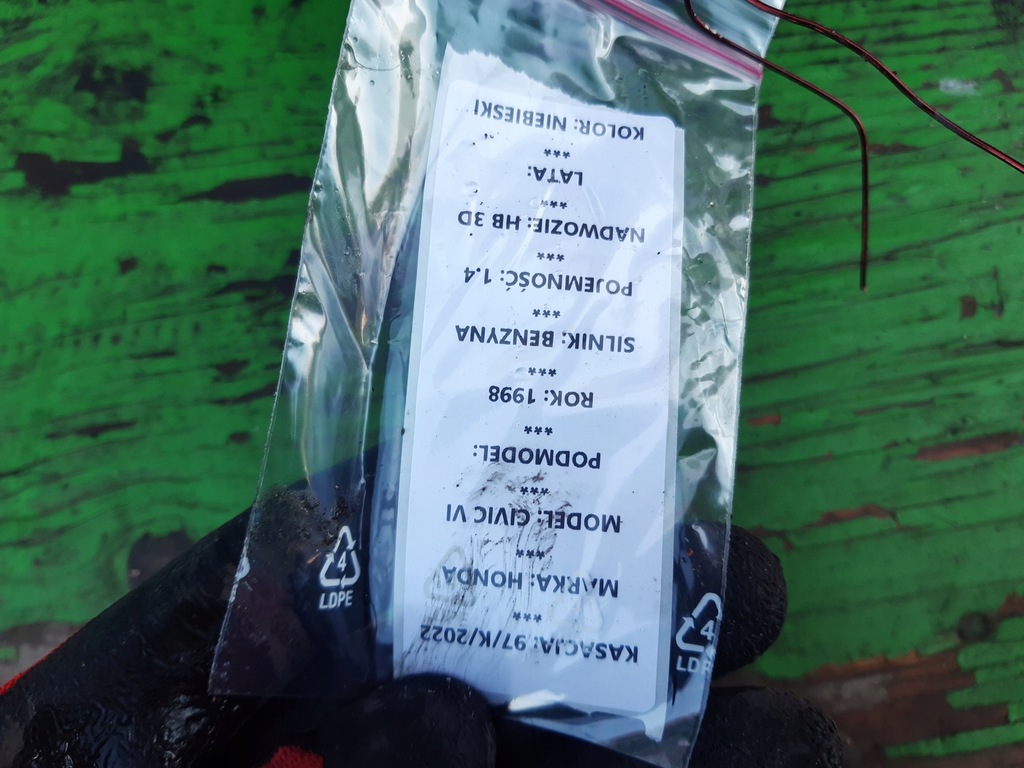 KASACJA: 97/K/2022
***
MARKA: HONDA
***
MODEL: CIVIC VI
***
PODMODEL:
***
ROK: 1998
***
SILNIK: BENZYNA
***
POJEMNOŚĆ: 1.4
***
NADWOZIE: HB 3D
***
LATA:
***
KOLOR: NIEBIESKI
4
LDPE
4
LDPE